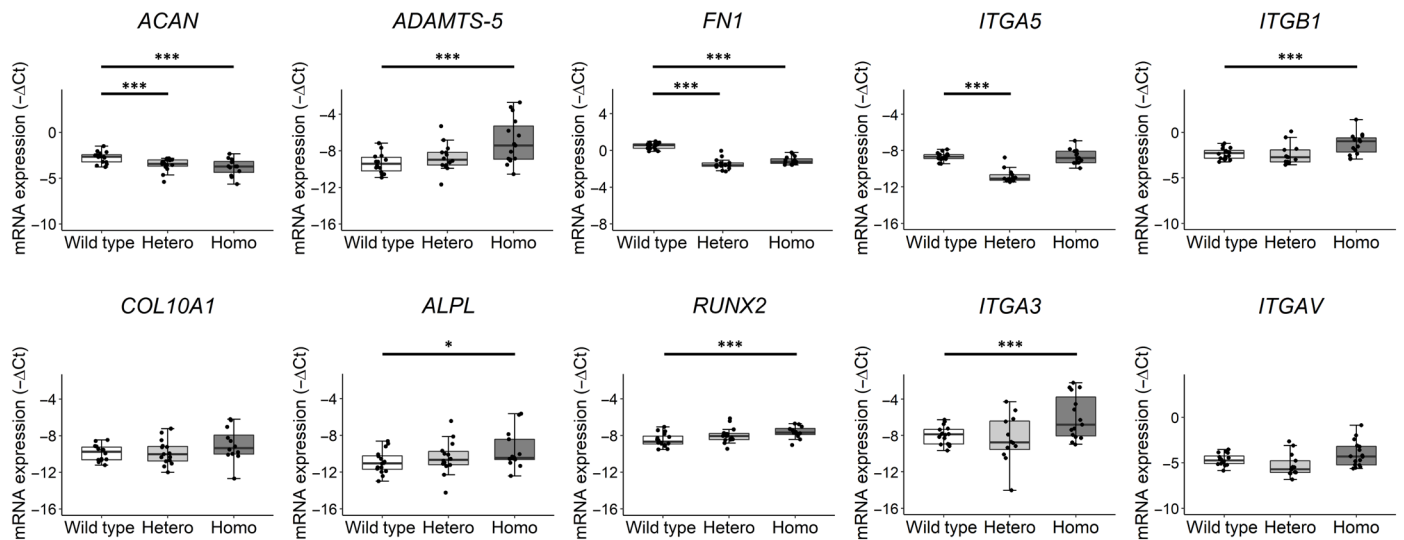 ACAN ADAMTS-5 FN1 ITGA5 ITGB1
*** *** *** *** ***
*** ***
mRNA expression (−ΔCt) mRNA expression (−ΔCt) mRNA expression (−ΔCt) mRNA expression (−ΔCt) mRNA expression (−ΔCt)
−4 4 −4
0 −8 0 −8 0
−5 −12 −4 −12 −5
−10 −16 −8 −16 −10
Wild type Hetero Homo Wild type Hetero Homo Wild type Hetero Homo Wild type Hetero Homo Wild type Hetero Homo
COL10A1 ALPL RUNX2 ITGA3 ITGAV
* *** ***
mRNA expression (−ΔCt) mRNA expression (−ΔCt) mRNA expression (−ΔCt) mRNA expression (−ΔCt) mRNA expression (−ΔCt)
−4 −4 −4 −4 0
−8 −8 −8 −8
−12 −12 −12 −12 −5
−16 −16 −16 −16 −10
Wild type Hetero Homo Wild type Hetero Homo Wild type Hetero Homo Wild type Hetero Homo Wild type Hetero Homo